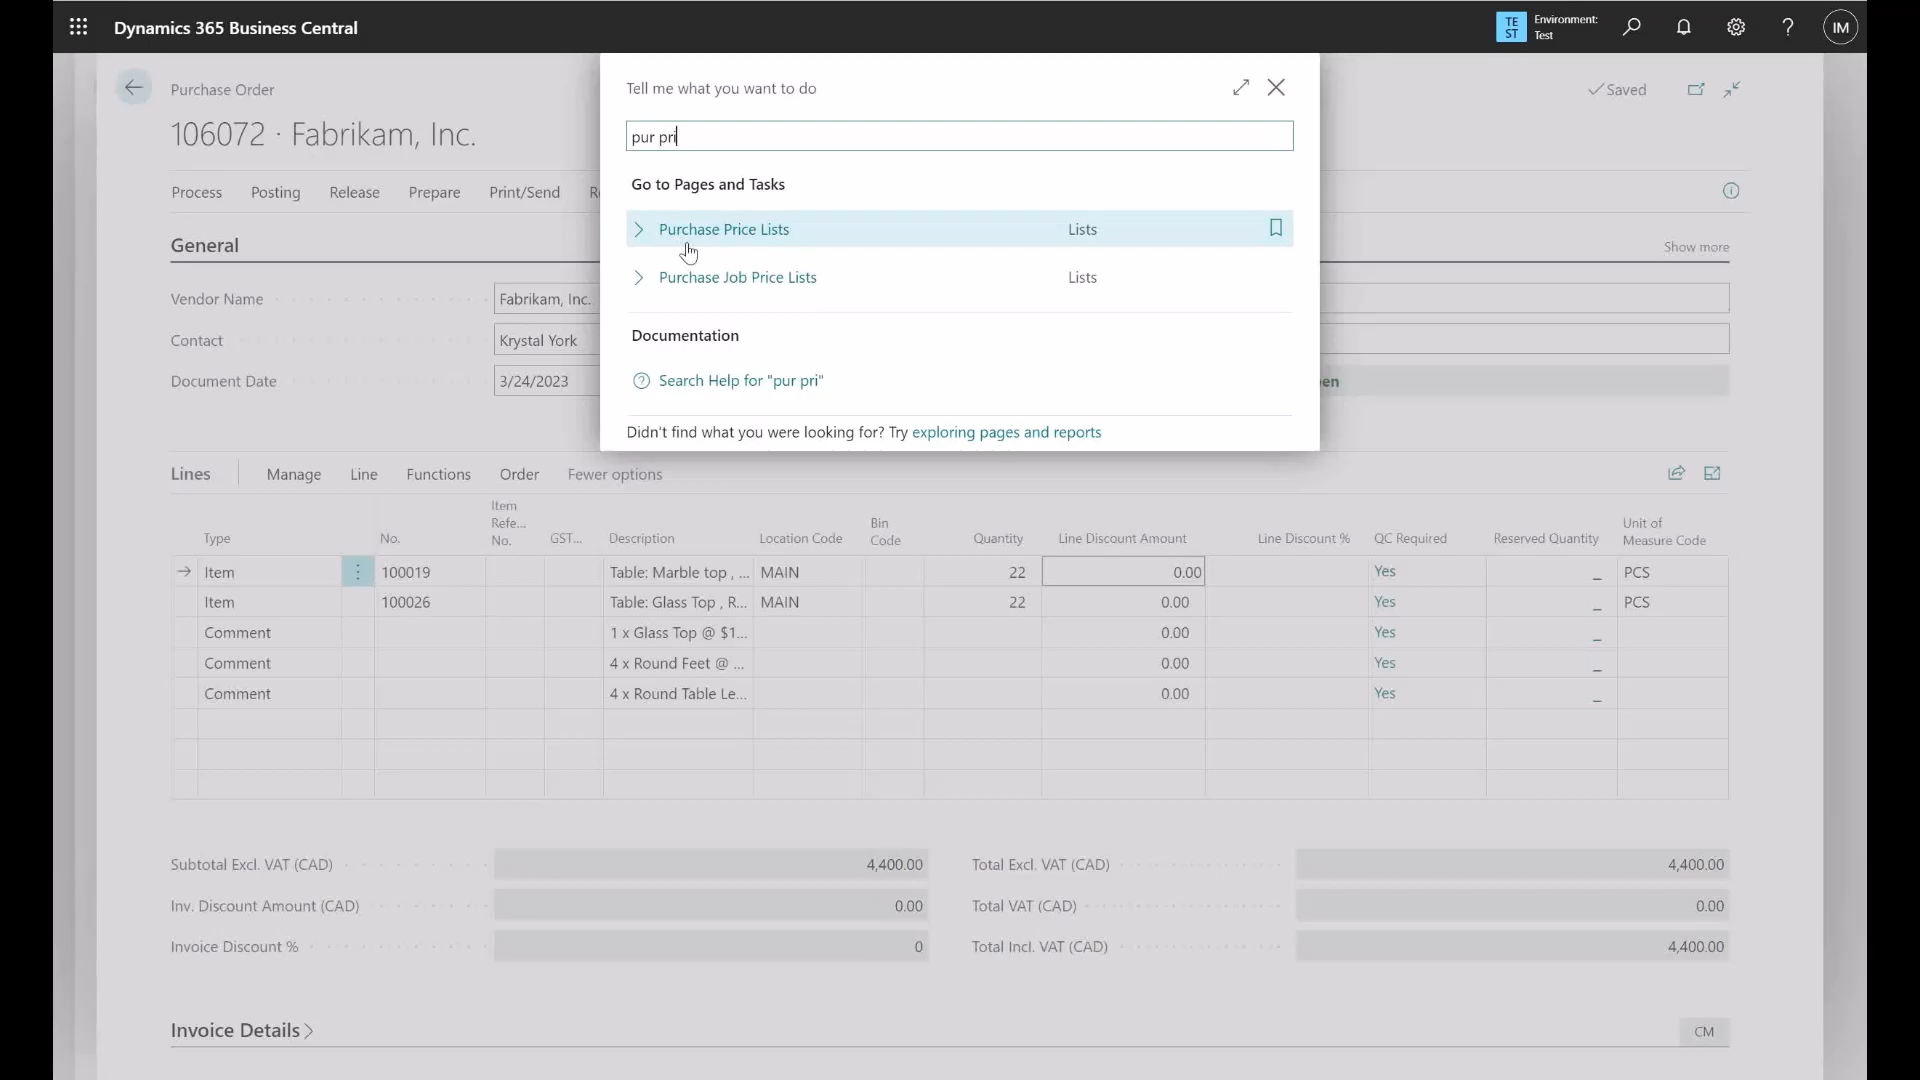 Dynamics 365 Business Central
TE
ST
Environment:
Test
?
IM
Tell me what you want to do
pur pri
Go to Pages and Tasks
Purchase Price Lists Lists
Purchase Job Price Lists Lists
Documentation
Search Help for "pur pri"
Didn't find what you were looking for? Try exploring pages and reports
Purchase Order
Saved
106072 · Fabrikam, Inc.
Process Posting Release Prepare Print/Send
General
Show more
Vendor Name Fabrikam, Inc.
Contact Krystal York
Document Date 3/24/2023
Lines Manage Line Functions Order Fewer options
Type
No.
Item
Refe...
No.
GST...
Description
Location Code
Bin
Code
Quantity
Line Discount Amount
Line Discount %
QC Required
Reserved Quantity
Unit of
Measure Code
Item 100019 Table: Marble top , ... MAIN 22 0.00 Yes _ PCS
Item 100026 Table: Glass Top , R... MAIN 22 0.00 Yes _ PCS
Comment 1 x Glass Top @ $1... 0.00 Yes _
Comment 4 x Round Feet @ ... 0.00 Yes _
Comment 4 x Round Table Le... 0.00 Yes _
Subtotal Excl. VAT (CAD) 4,400.00
Total Excl. VAT (CAD) 4,400.00
Inv. Discount Amount (CAD) 0.00
Total VAT (CAD) 0.00
Invoice Discount % 0
Total Incl. VAT (CAD) 4,400.00
Invoice Details
CM